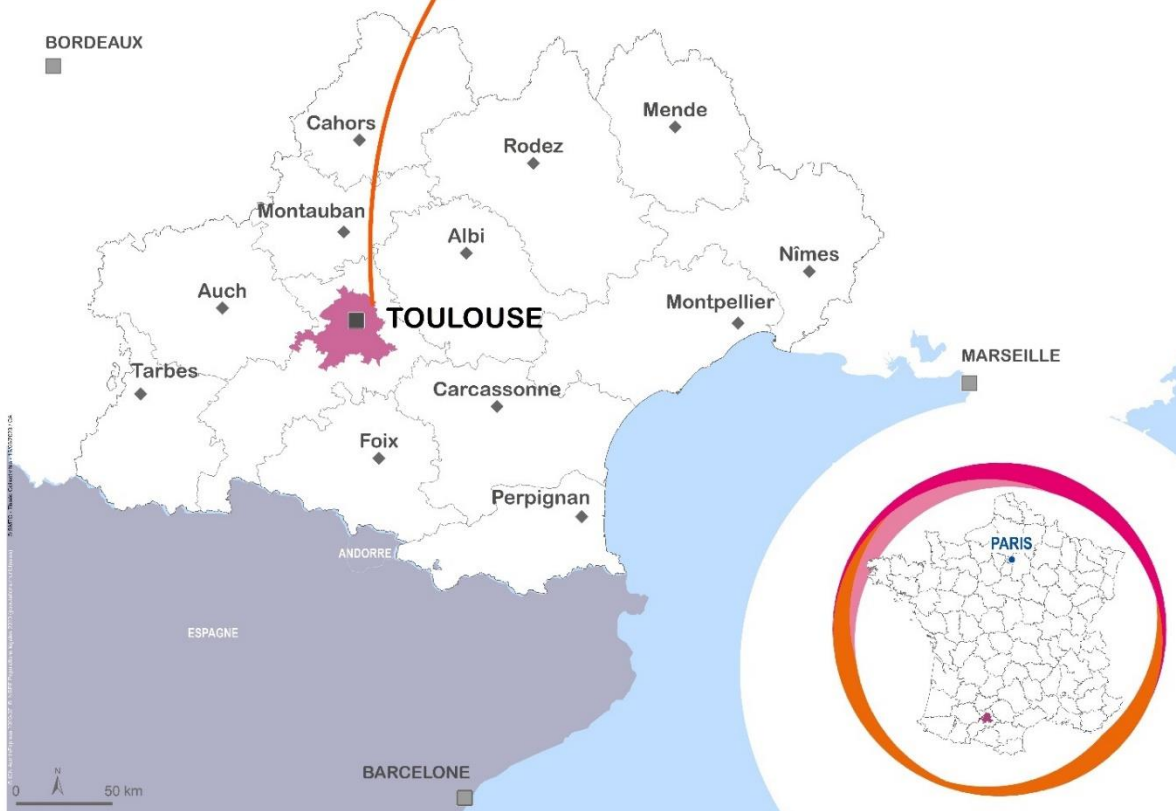 BORDEAUX
Cahors
Mende
Rodez
Montauban
Albi
Nîmes
Auch
Montpellier
TOULOUSE
MARSEILLE
Tarbes
Carcassonne
Foix
Perpignan
PARIS
ANDORRE
ESPAGNE
BARCELONE
N
0 50 km